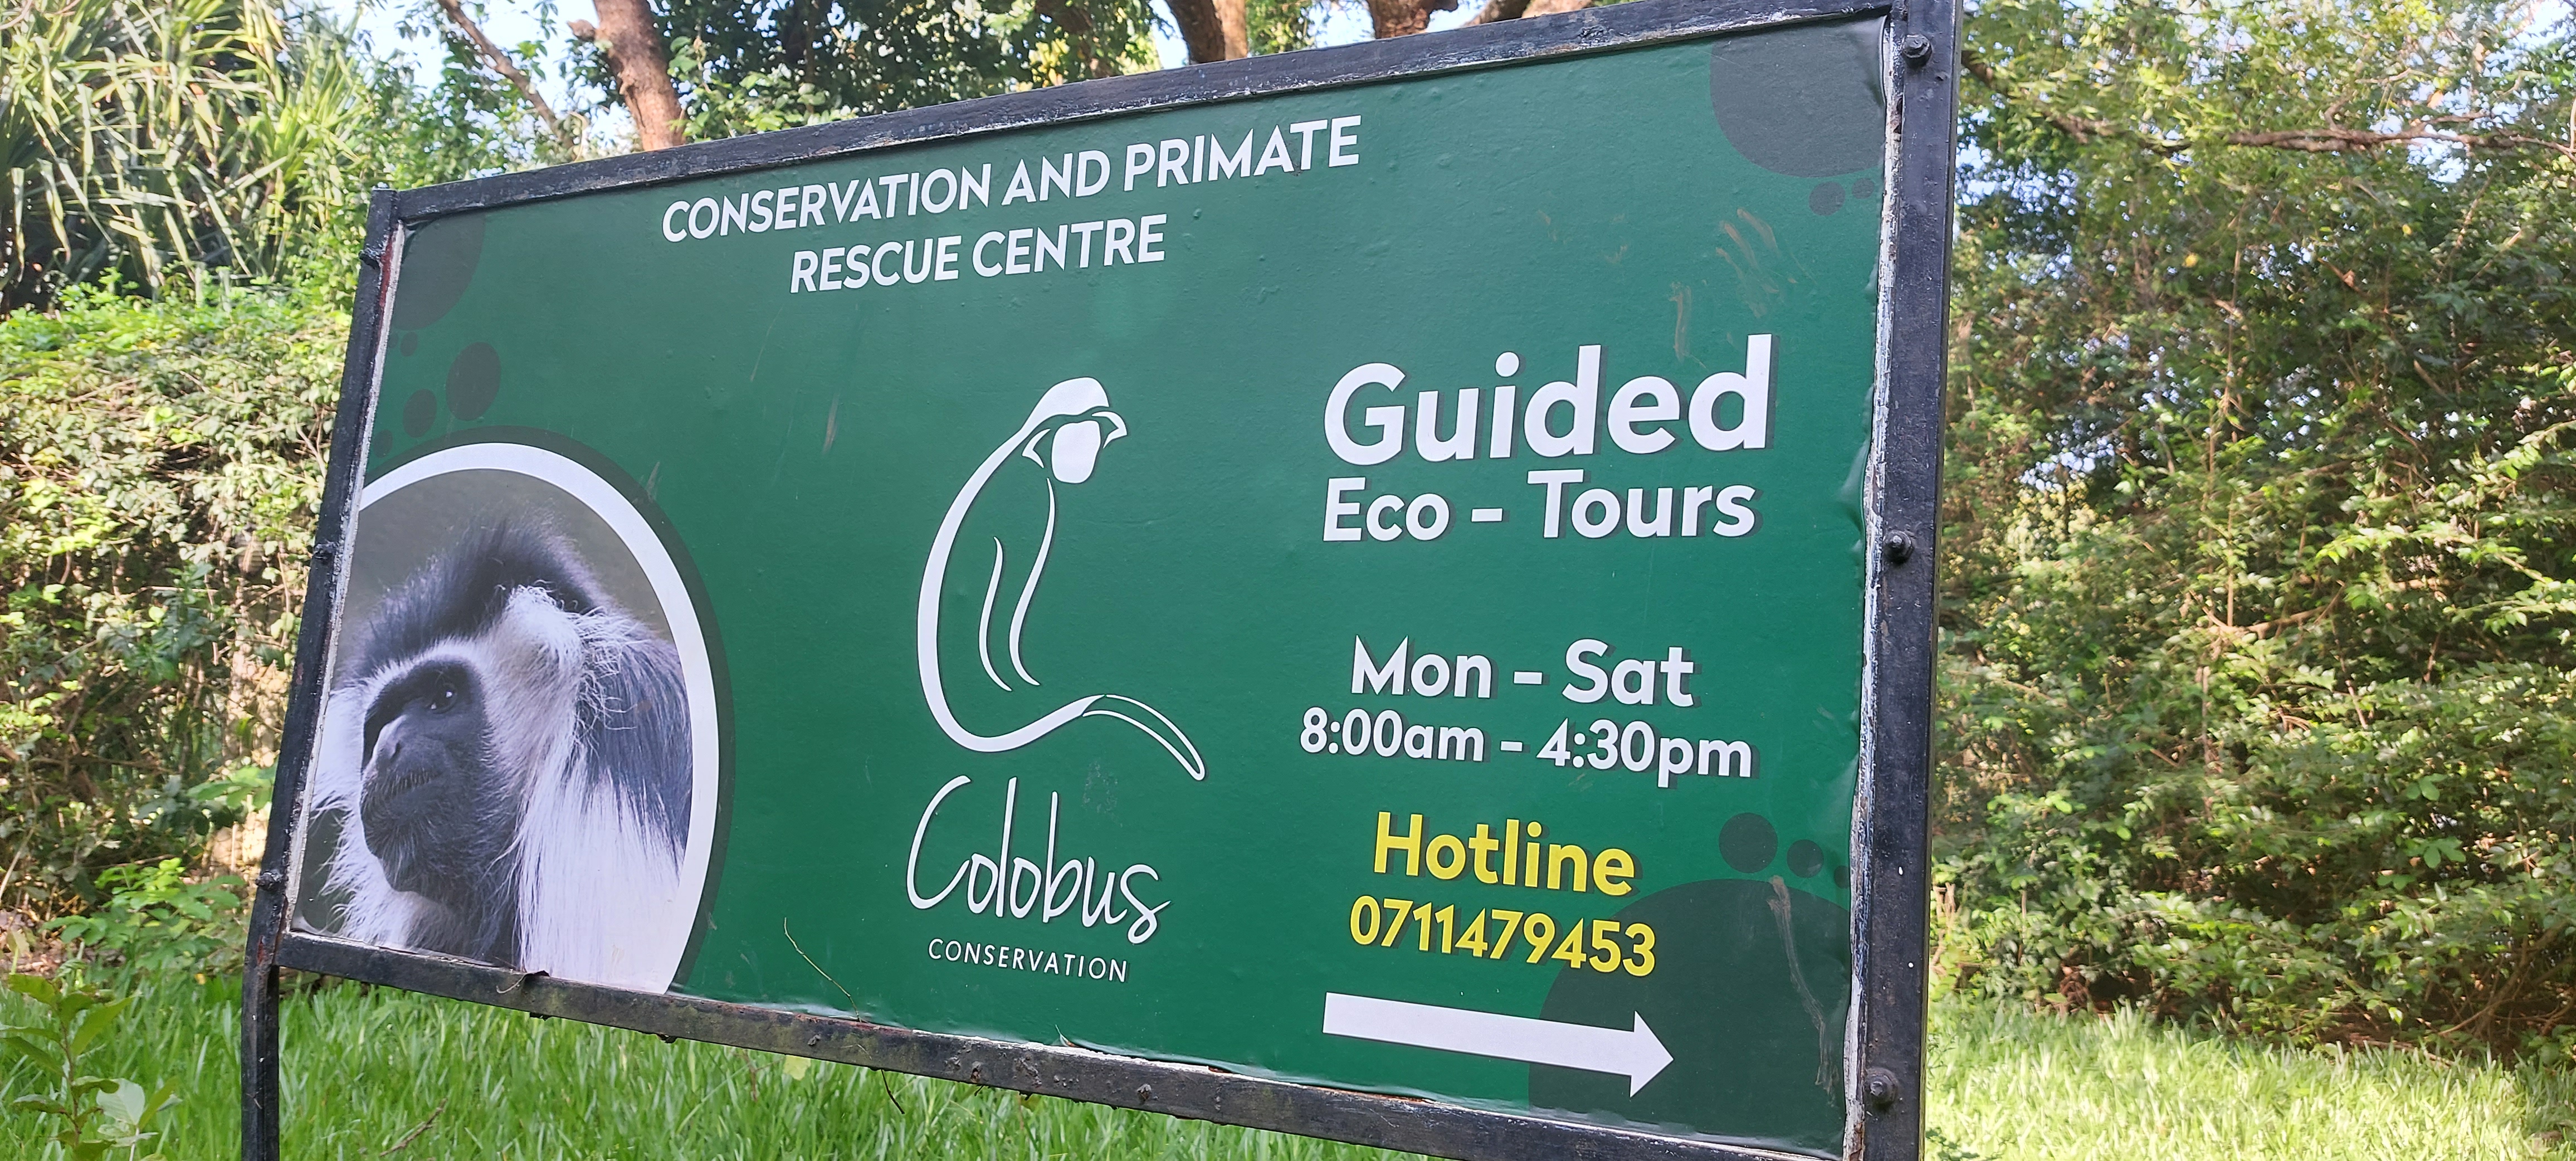 CONSERVATION AND PRIMATE
RESCUE CENTRE
Guided
Eco - Tours
Mon - Sat
8:00am - 4:30pm
Hotline
0711479453
Colobus
CONSERVATION